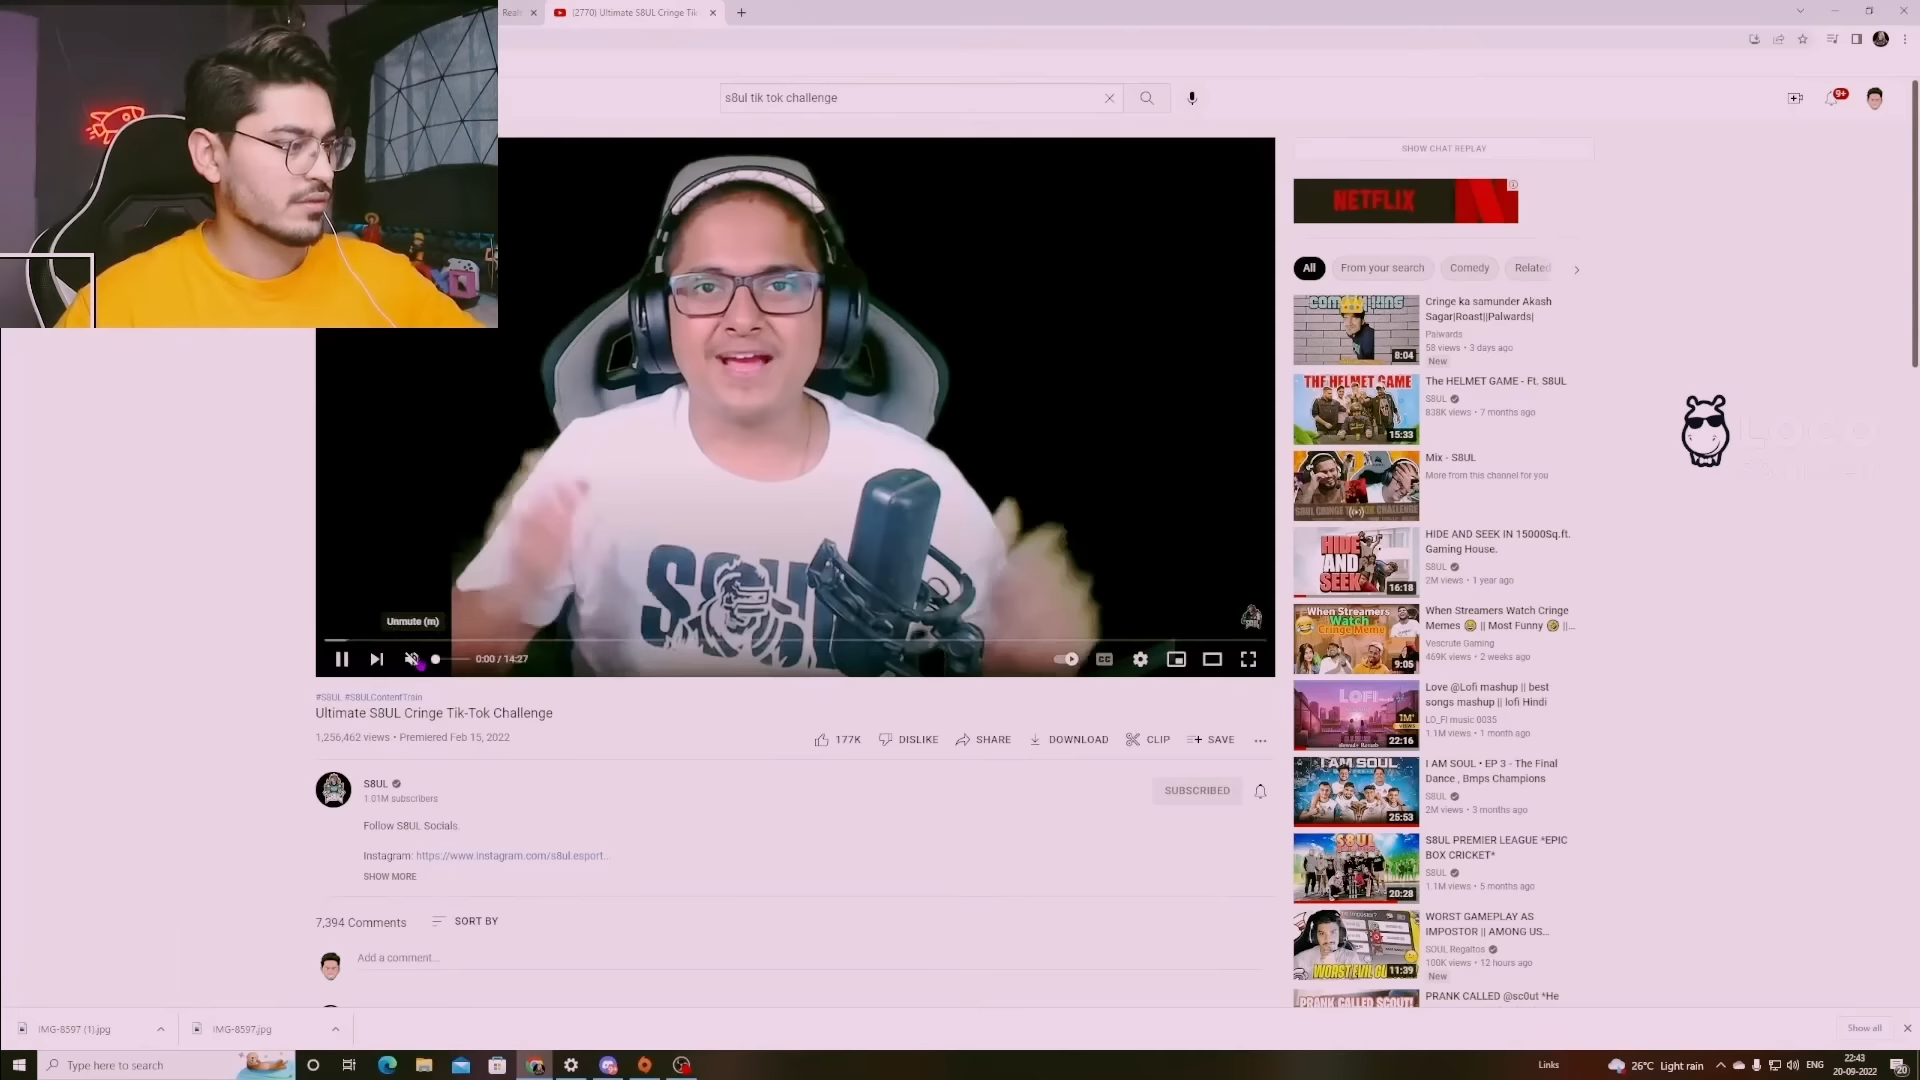 (2770) Ultimate S8UL Cringe Tik
s8ul tik tok challenge
9+
SHOW CHAT REPLAY
NETFLIX
All
From your search
Comedy
Related
Cringe ka samunder Akash
Sagar|Roast||Palwards|
Palwards
58 views • 3 days ago
New
8:04
THE HELMET GAME
The HELMET GAME - Ft. S8UL
S8UL
838K views • 7 months ago
15:33
Mix - S8UL
More from this channel for you
HIDE AND SEEK
HIDE AND SEEK IN 15000Sq.ft.
Gaming House.
S8UL
2M views • 1 year ago
16:18
When Streamers
Watch
Cringe Meme
When Streamers Watch Cringe
Memes 😂 || Most Funny 🤣 ||...
Vescrute Gaming
469K views • 2 weeks ago
9:05
LOFI
Love @Lofi mashup || best
songs mashup || lofi Hindi
LO_FI music 003S
1.1M views • 1 month ago
22:16
I AM SOUL
I AM SOUL • EP 3 - The Final
Dance , Bmps Champions
S8UL
2M views • 3 months ago
25:53
S8UL
S8UL PREMIER LEAGUE *EPIC
BOX CRICKET*
S8UL
1.1M views • 5 months ago
20:28
WORST GAMEPLAY AS
IMPOSTOR || AMONG US...
SOUL Regaltos
100K views • 12 hours ago
New
11:39
PRANK CALLED SCOUT!
PRANK CALLED @sc0ut *He
Unmute (m)
0:00 / 14:27
#S8UL #S8ULContentTrain
Ultimate S8UL Cringe Tik-Tok Challenge
1,256,462 views • Premiered Feb 15, 2022
177K
DISLIKE
SHARE
DOWNLOAD
CLIP
SAVE
S8UL
1.01M subscribers
SUBSCRIBED
Follow S8UL Socials.
Instagram: https://www.instagram.com/s8ul.esport...
SHOW MORE
7,394 Comments
SORT BY
Add a comment...
IMG-8597 (1).jpg
IMG-8597.jpg
Show all
Type here to search
Links
26°C Light rain
ENG
22:43
20-09-2022
20